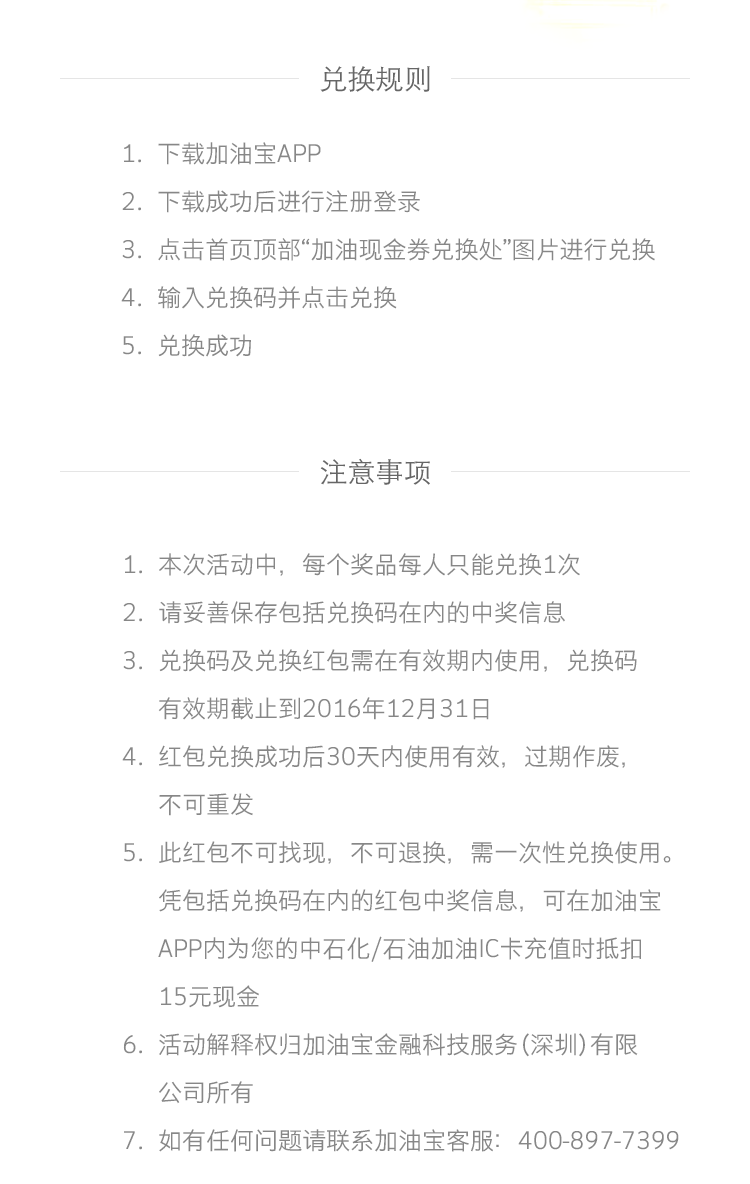 兑换规则
1. 下载加油宝APP
2. 下载成功后进行注册登录
3. 点击首页顶部“加油现金券兑换处”图片进行兑换
4. 输入兑换码并点击兑换
5. 兑换成功
注意事项
1. 本次活动中，每个奖品每人只能兑换1次
2. 请妥善保存包括兑换码在内的中奖信息
3. 兑换码及兑换红包需在有效期内使用，兑换码
有效期截止到2016年12月31日
4. 红包兑换成功后30天内使用有效，过期作废，
不可重发
5. 此红包不可找现，不可退换，需一次性兑换使用。
凭包括兑换码在内的红包中奖信息，可在加油宝
APP内为您的中石化/石油加油IC卡充值时抵扣
15元现金
6. 活动解释权归加油宝金融科技服务(深圳)有限
公司所有
7. 如有任何问题请联系加油宝客服：400-897-7399